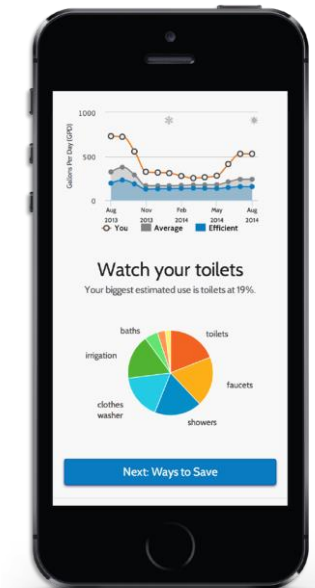 1000
Gallons Per Day (GPD)
500
0
Aug Nov Feb May Aug
2013 2013 2014 2014 2014
You Average Efficient
Watch your toilets
Your biggest estimated use is toilets at 19%.
baths toilets
irrigation
faucets
clothes
washer
showers
Next: Ways to Save